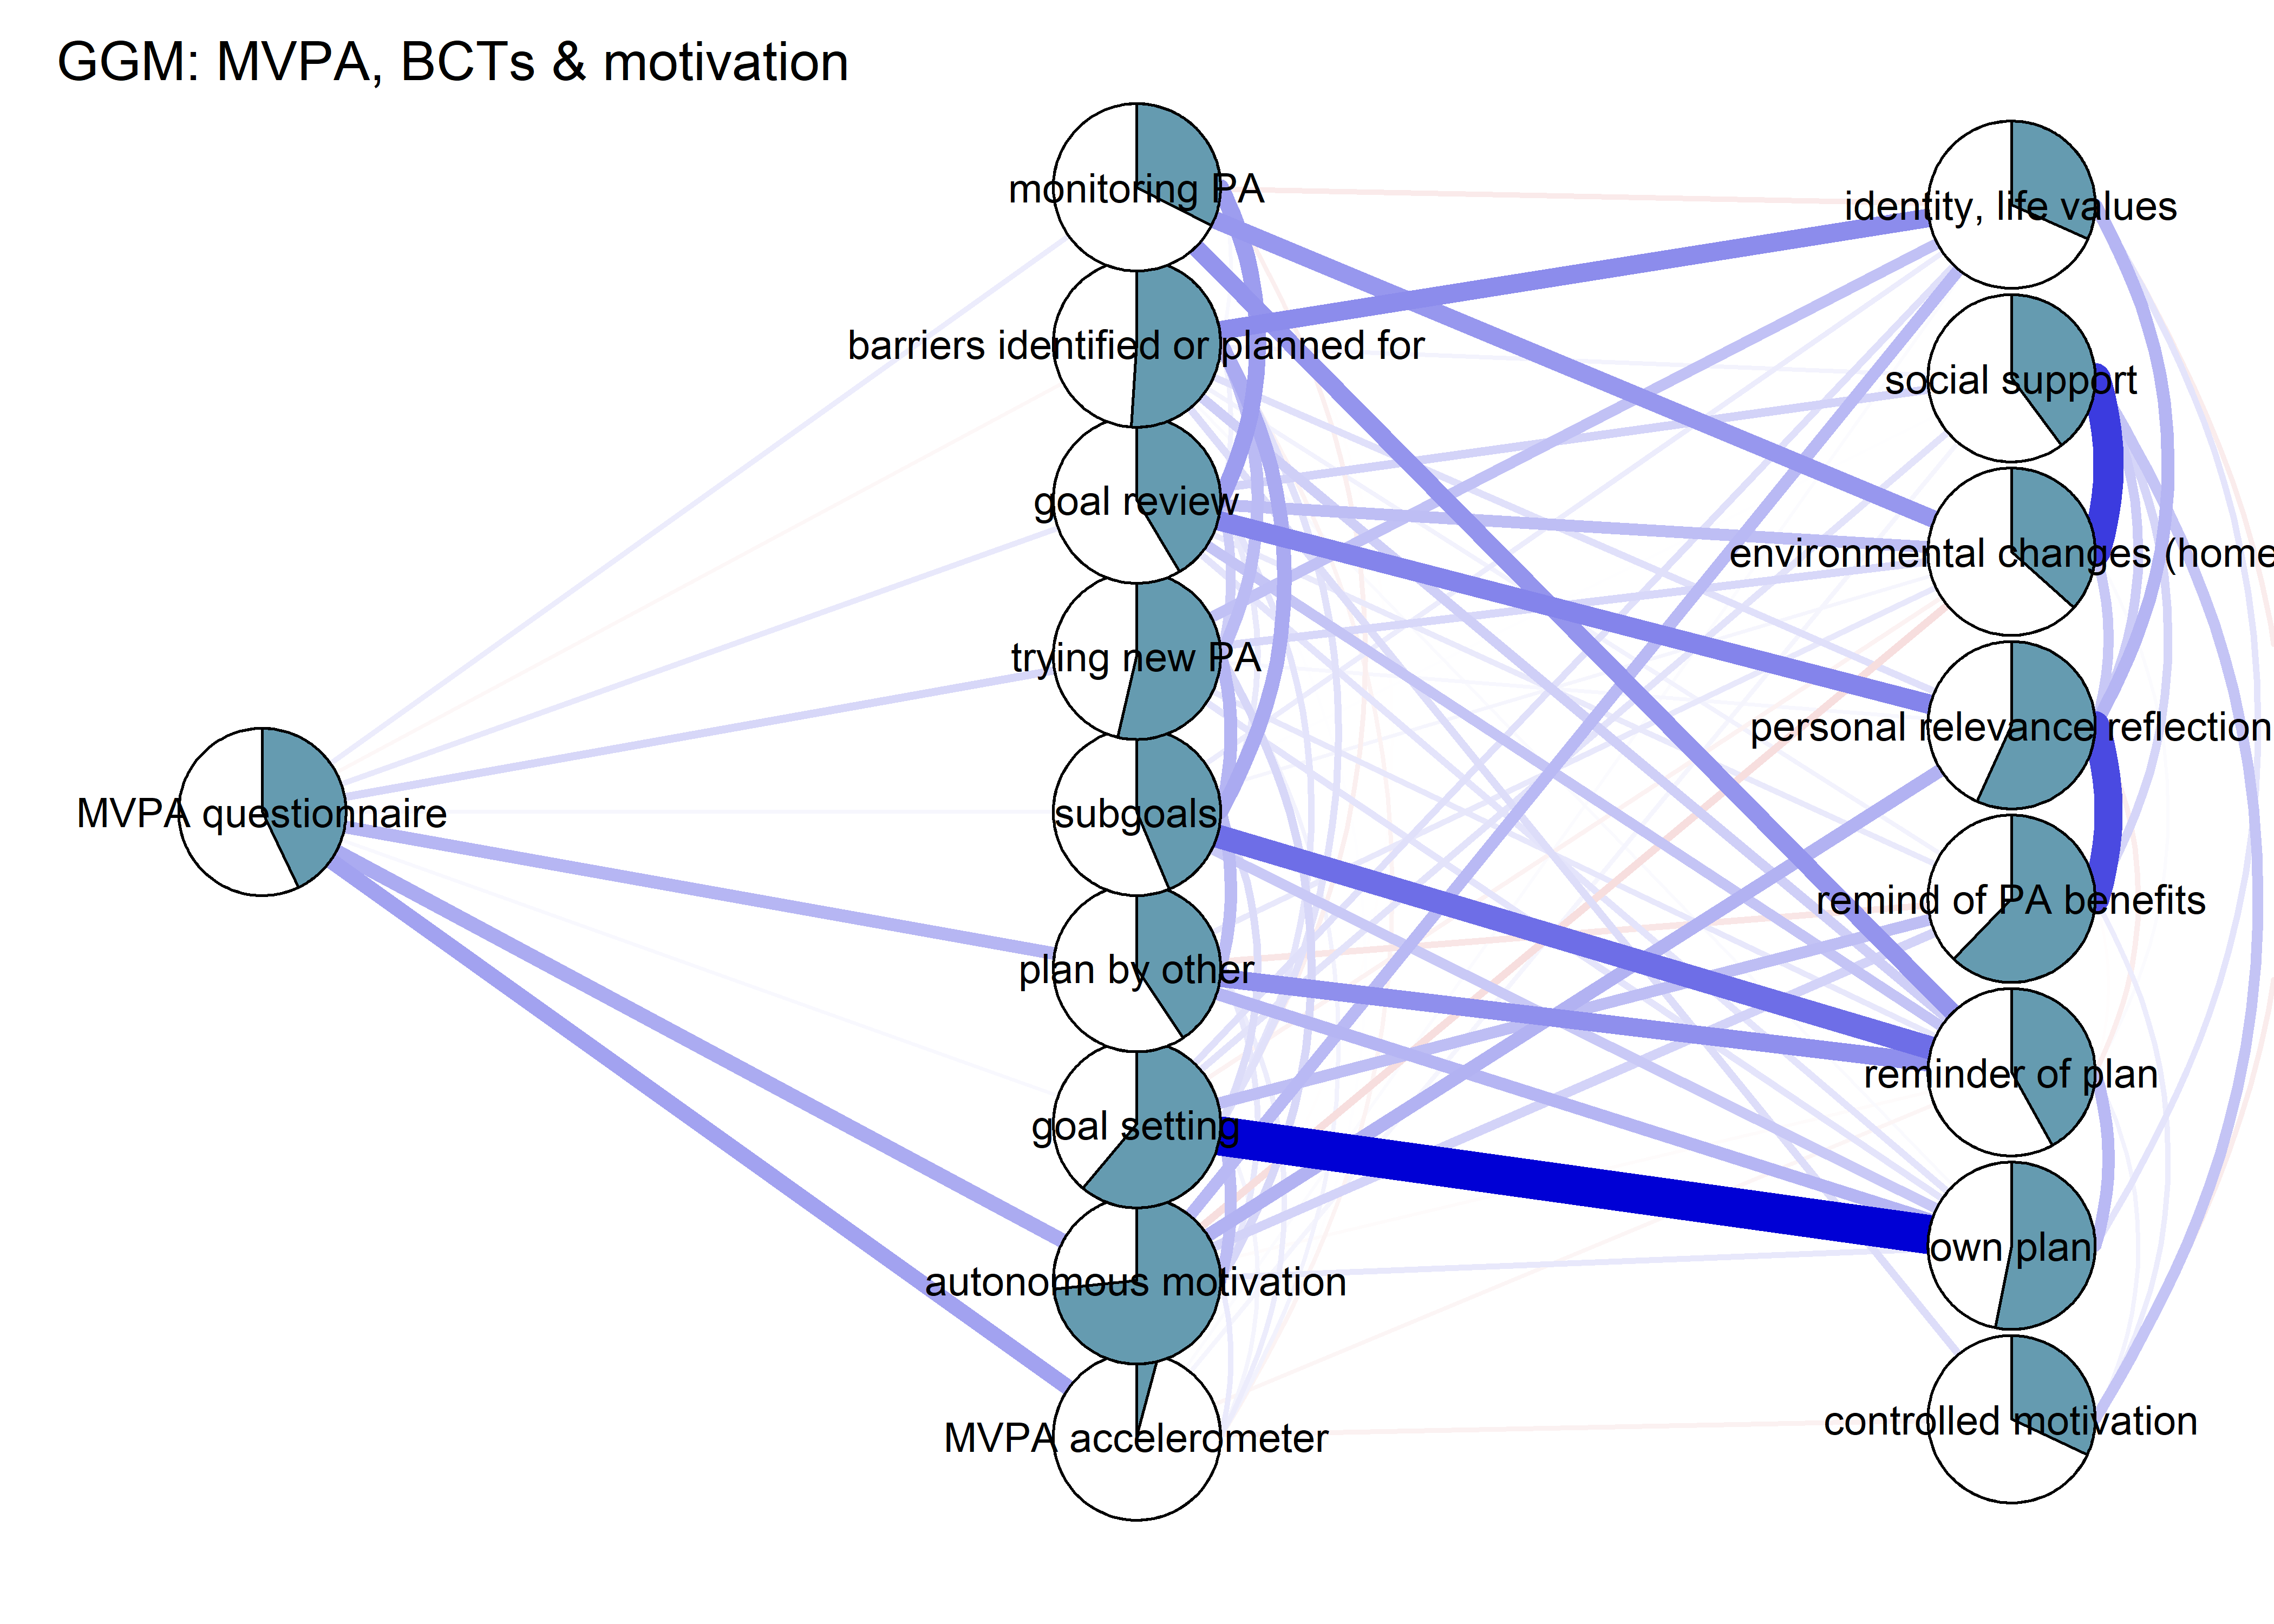 GGM: MVPA, BCTs & motivation
MVPA questionnaire
monitoring PA
barriers identified or planned for
goal review
trying new PA
subgoals
plan by other
goal setting
autonomous motivation
MVPA accelerometer
identity, life values
social support
environmental changes (home
personal relevance reflection
remind of PA benefits
reminder of plan
own plan
controlled motivation